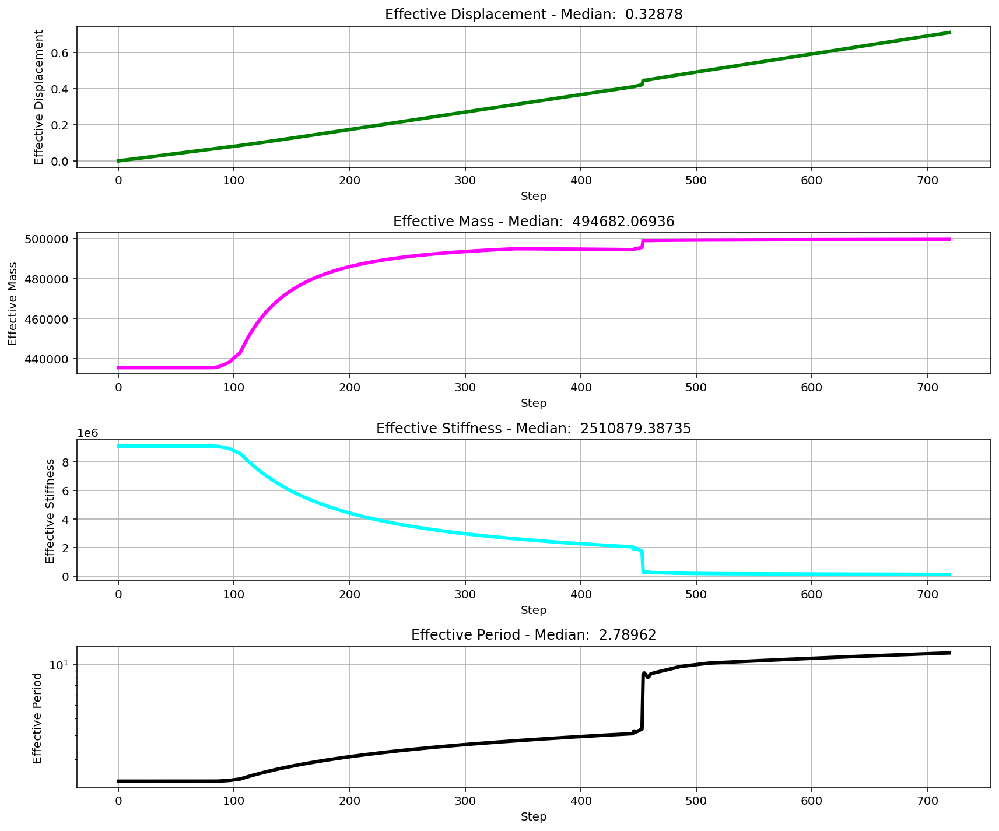 Effective Displacement - Median:  0.32878
Effective Displacement
0.6
0.4
0.2
0.0
0 100 200 300 400 500 600 700
Step
Effective Mass - Median:  494682.06936
Effective Mass
500000
480000
460000
440000
0 100 200 300 400 500 600 700
Step
Effective Stiffness - Median:  2510879.38735
1e6
Effective Stiffness
8
6
4
2
0
0 100 200 300 400 500 600 700
Step
Effective Period - Median:  2.78962
Effective Period
10¹
0 100 200 300 400 500 600 700
Step